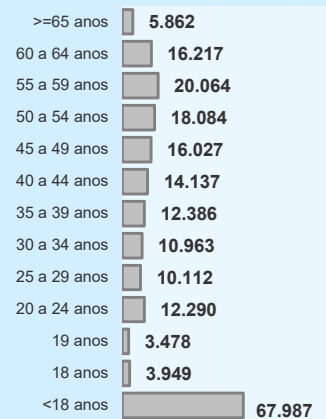 >=65 anos 5.862
60 a 64 anos 16.217
55 a 59 anos 20.064
50 a 54 anos 18.084
45 a 49 anos 16.027
40 a 44 anos 14.137
35 a 39 anos 12.386
30 a 34 anos 10.963
25 a 29 anos 10.112
20 a 24 anos 12.290
19 anos 3.478
18 anos 3.949
<18 anos 67.987